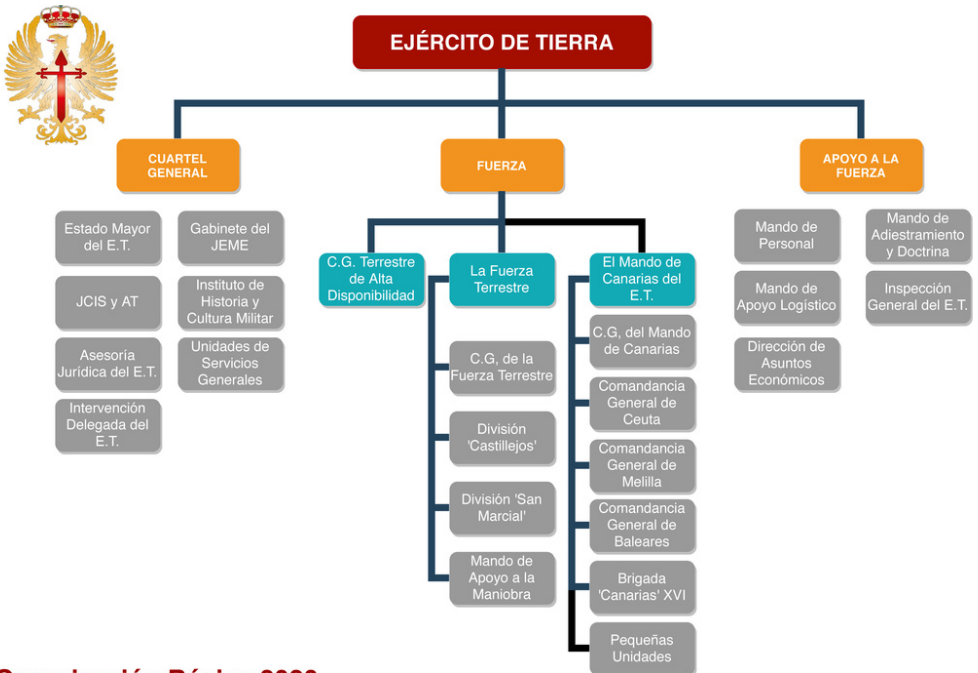 EJÉRCITO DE TIERRA
CUARTEL
GENERAL
FUERZA
APOYO A LA
FUERZA
Estado Mayor
del E.T.
Gabinete del
JEME
JCIS y AT
Instituto de
Historia y
Cultura Militar
Asesoría
Jurídica del E.T.
Unidades de
Servicios
Generales
Intervención
Delegada del
E.T.
C.G. Terrestre
de Alta
Disponibilidad
La Fuerza
Terrestre
El Mando de
Canarias del
E.T.
C.G, de la
Fuerza Terrestre
División
'Castillejos'
División 'San
Marcial'
Mando de
Apoyo a la
Maniobra
C.G, del Mando
de Canarias
Comandancia
General de
Ceuta
Comandancia
General de
Melilla
Comandancia
General de
Baleares
Brigada
'Canarias' XVI
Pequeñas
Unidades
Mando de
Personal
Mando de
Adiestramiento
y Doctrina
Mando de
Apoyo Logístico
Inspección
General del E.T.
Dirección de
Asuntos
Económicos